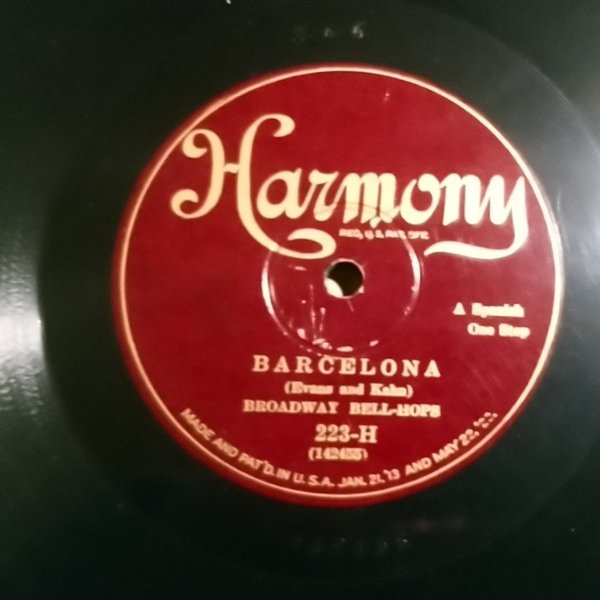 Harmony
REG. U.S. PAT. OFF.
A Spanish
One Step
BARCELONA
(Evans and Kahn)
BROADWAY BELL-HOPS
223-H
(142455)
MADE AND PAT'D. IN U.S.A. JAN. 21, '13 AND MAY 22, '23.